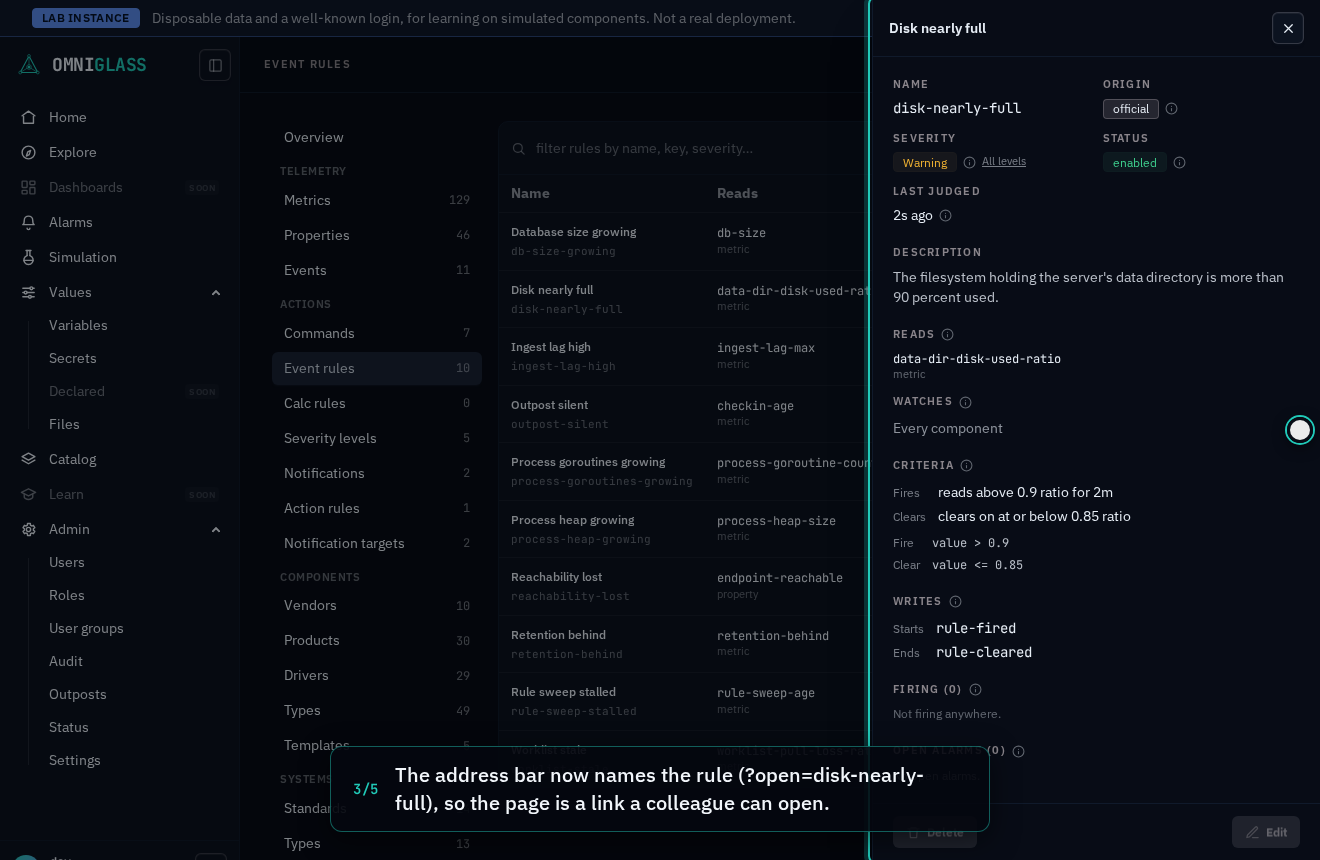 LAB INSTANCE Disposable data and a well-known login, for learning on simulated components. Not a real deployment.
OMNIGLASS
Home
Explore
Dashboards SOON
Alarms
Simulation
Values
Variables
Secrets
Declared SOON
Files
Catalog
Learn SOON
Admin
Users
Roles
User groups
Audit
Outposts
Status
Settings
EVENT RULES
Overview
TELEMETRY
Metrics 129
Properties 46
Events 11
ACTIONS
Commands 7
Event rules 10
Calc rules 0
Severity levels 5
Notifications 2
Action rules 1
Notification targets 2
COMPONENTS
Vendors 10
Products 30
Drivers 29
Types 49
Templates 5
SYSTEMS
Standards
Types 13
filter rules by name, key, severity...
Name Reads
Database size growing db-size
db-size-growing metric
Disk nearly full data-dir-disk-used-rat
disk-nearly-full metric
Ingest lag high ingest-lag-max
ingest-lag-high metric
Outpost silent checkin-age
outpost-silent metric
Process goroutines growing process-goroutine-coun
process-goroutines-growing metric
Process heap growing process-heap-size
process-heap-growing metric
Reachability lost endpoint-reachable
reachability-lost property
Retention behind retention-behind
retention-behind metric
Rule sweep stalled rule-sweep-age
rule-sweep-stalled metric
Disk nearly full
NAME ORIGIN
disk-nearly-full official
SEVERITY STATUS
Warning All levels enabled
LAST JUDGED
2s ago
DESCRIPTION
The filesystem holding the server's data directory is more than
90 percent used.
READS
data-dir-disk-used-ratio
metric
WATCHES
Every component
CRITERIA
Fires reads above 0.9 ratio for 2m
Clears clears on at or below 0.85 ratio
Fire value > 0.9
Clear value <= 0.85
WRITES
Starts rule-fired
Ends rule-cleared
FIRING (0)
Not firing anywhere.
OPEN ALARMS (0)
Delete Edit
3/5 The address bar now names the rule (?open=disk-nearly-
full), so the page is a link a colleague can open.